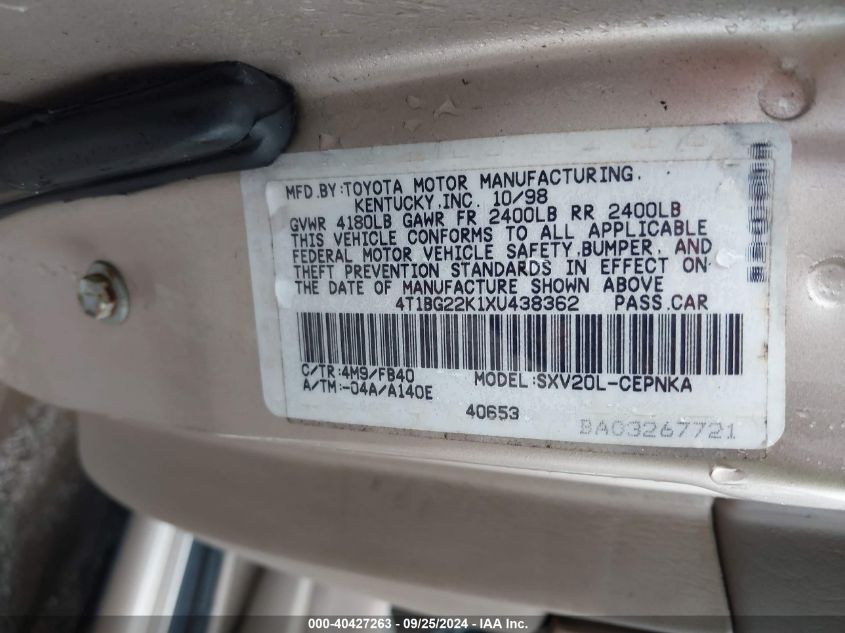 MFD.BY:TOYOTA MOTOR MANUFACTURING,
KENTUCKY,INC. 10/98
GVWR 4180LB GAWR FR 2400LB RR 2400LB
THIS VEHICLE CONFORMS TO ALL APPLICABLE
FEDERAL MOTOR VEHICLE SAFETY,BUMPER, AND
THEFT PREVENTION STANDARDS IN EFFECT ON
THE DATE OF MANUFACTURE SHOWN ABOVE
4T1BG22K1XU438362 PASS.CAR
C/TR:4M9/FB40 MODEL:SXV20L-CEPNKA
A/TM:-04A/A140E
40653
BA03267721
000-40427263 - 09/25/2024 - IAA Inc.